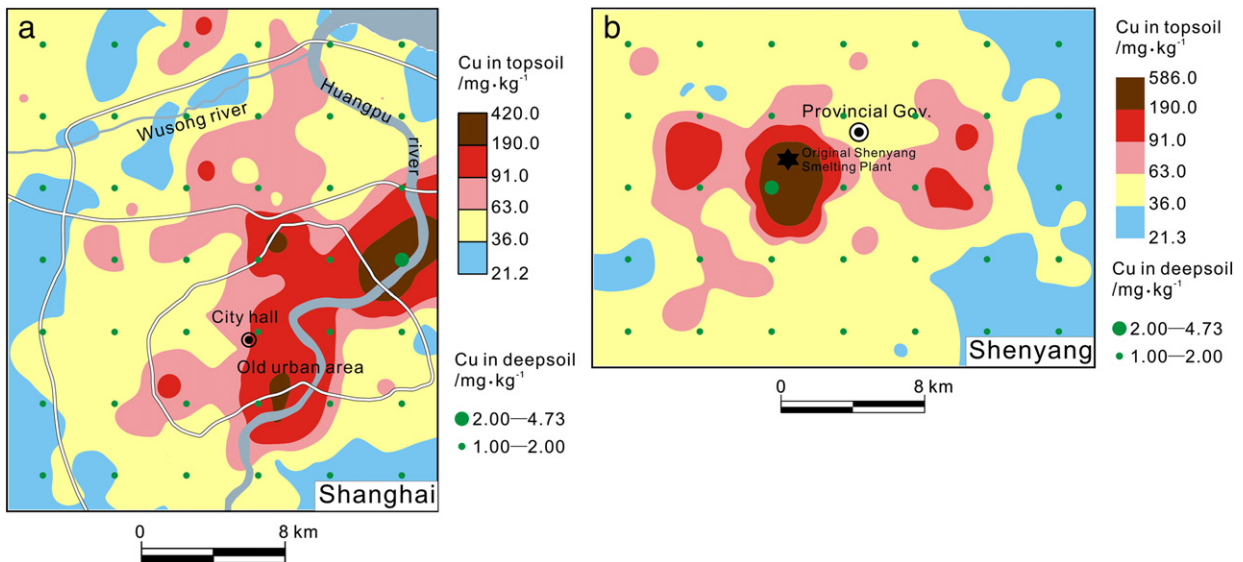 a
Wusong river
Huangpu
river
City hall
Old urban area
Shanghai
0 8 km
Cu in topsoil
/mg·kg-1
420.0
190.0
91.0
63.0
36.0
21.2
Cu in deepsoil
/mg·kg-1
2.00—4.73
1.00—2.00
b
Provincial Gov.
Original Shenyang
Smelting Plant
Shenyang
0 8 km
Cu in topsoil
/mg·kg-1
586.0
190.0
91.0
63.0
36.0
21.3
Cu in deepsoil
/mg·kg-1
2.00—4.73
1.00—2.00